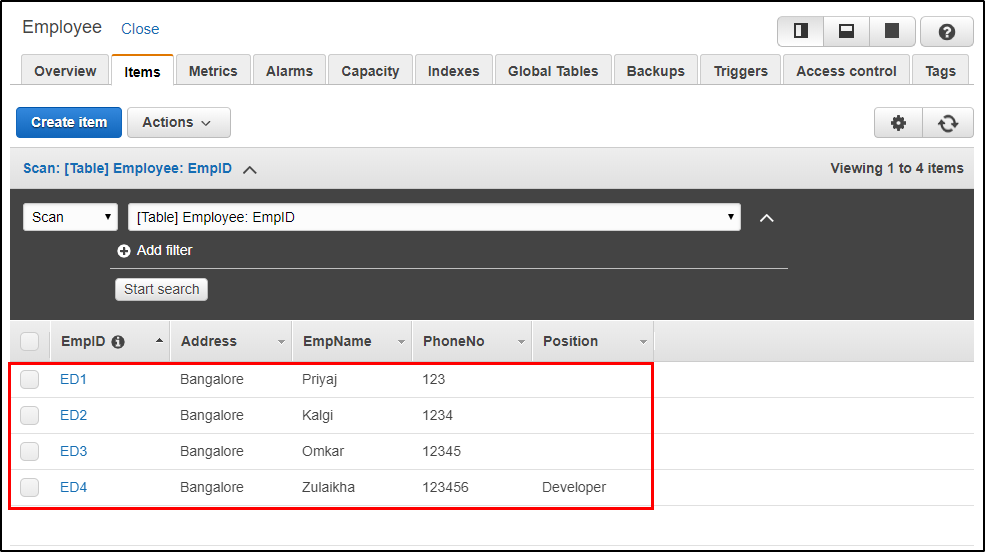 Employee Close
Overview Items Metrics Alarms Capacity Indexes Global Tables Backups Triggers Access control Tags
Create item Actions
Scan: [Table] Employee: EmpID Viewing 1 to 4 items
Scan [Table] Employee: EmpID
Add filter
Start search
EmpID Address EmpName PhoneNo Position
ED1 Bangalore Priyaj 123
ED2 Bangalore Kalgi 1234
ED3 Bangalore Omkar 12345
ED4 Bangalore Zulaikha 123456 Developer